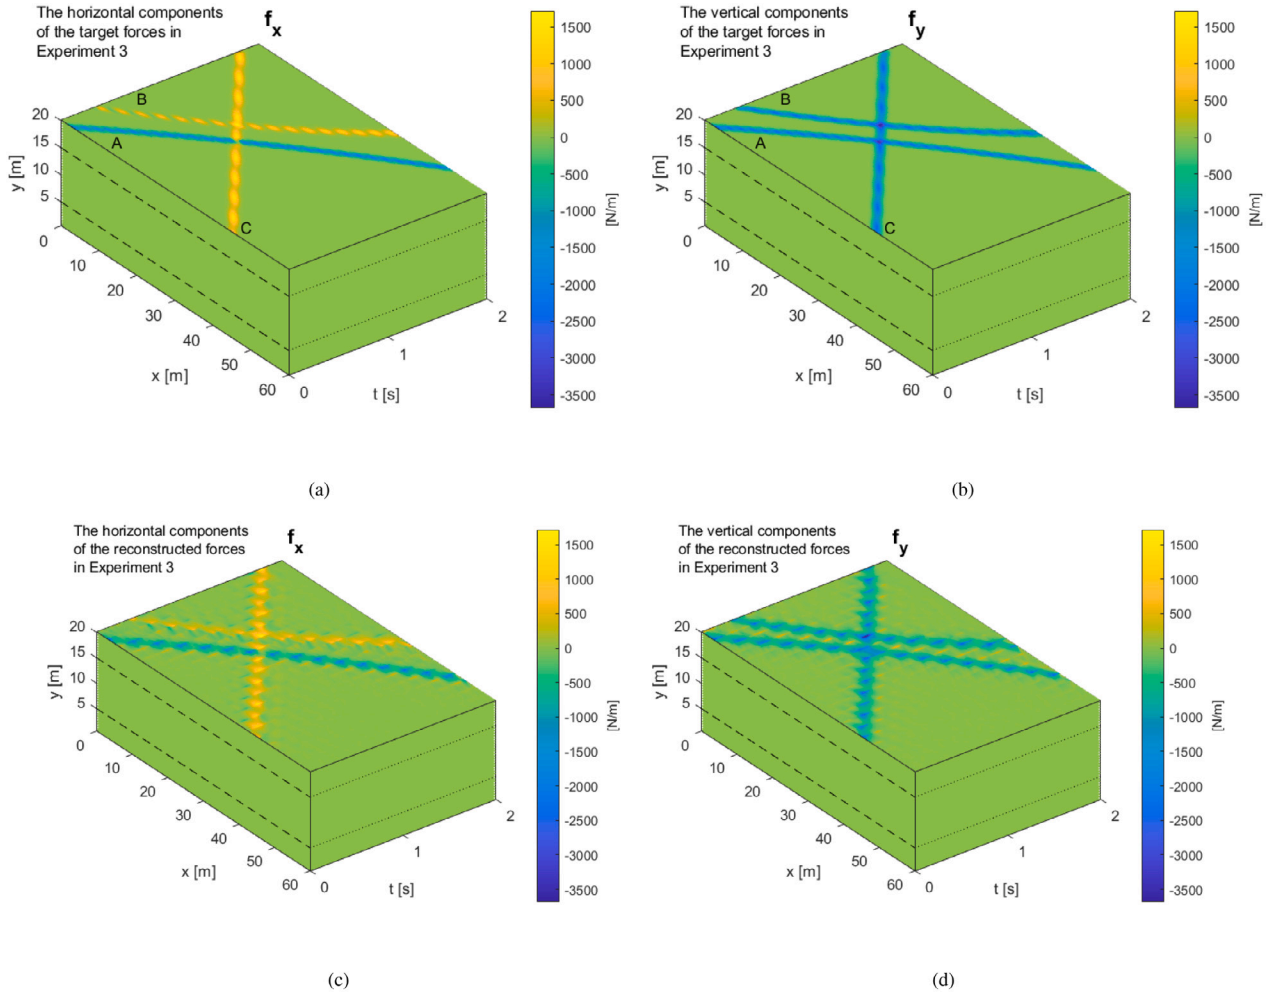 The horizontal components
of the target forces in
Experiment 3
f
x
B
A
C
20
15
10
5
0
y [m]
10
20
30
40
50
60
x [m]
0
1
2
t [s]
1500
1000
500
0
-500
-1000
-1500
-2000
-2500
-3000
-3500
[N/m]
(a)
The vertical components
of the target forces in
Experiment 3
f
y
B
A
C
20
15
10
5
0
y [m]
10
20
30
40
50
60
x [m]
0
1
2
t [s]
1500
1000
500
0
-500
-1000
-1500
-2000
-2500
-3000
-3500
[N/m]
(b)
The horizontal components
of the reconstructed forces
in Experiment 3
f
x
20
15
10
5
0
y [m]
10
20
30
40
50
60
x [m]
0
1
2
t [s]
1500
1000
500
0
-500
-1000
-1500
-2000
-2500
-3000
-3500
[N/m]
(c)
The vertical components
of the reconstructed forces
in Experiment 3
f
y
20
15
10
5
0
y [m]
10
20
30
40
50
60
x [m]
0
1
2
t [s]
1500
1000
500
0
-500
-1000
-1500
-2000
-2500
-3000
-3500
[N/m]
(d)